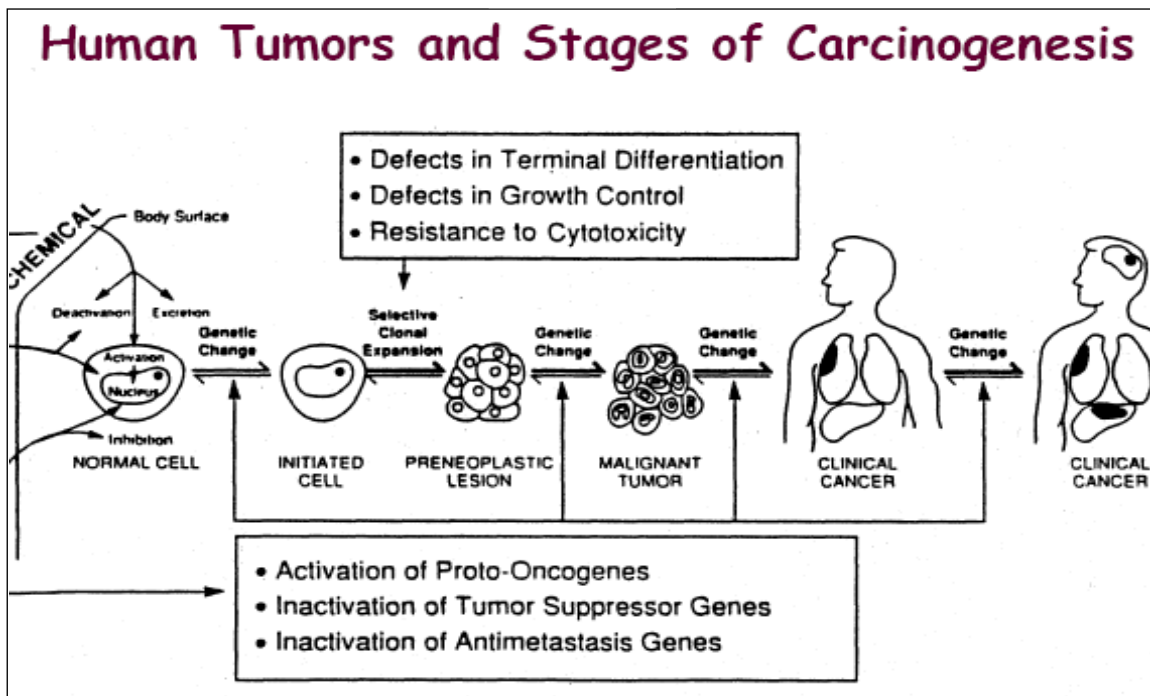 Human Tumors and Stages of Carcinogenesis
• Defects in Terminal Differentiation
• Defects in Growth Control
• Resistance to Cytotoxicity
CHEMICAL
Body Surface
Deactivation
Excretion
Activation
Nucleus
Inhibition
NORMAL CELL
Genetic
Change
INITIATED
CELL
Selective
Clonal
Expansion
PRENEOPLASTIC
LESION
Genetic
Change
MALIGNANT
TUMOR
Genetic
Change
CLINICAL
CANCER
Genetic
Change
CLINICAL
CANCER
• Activation of Proto-Oncogenes
• Inactivation of Tumor Suppressor Genes
• Inactivation of Antimetastasis Genes